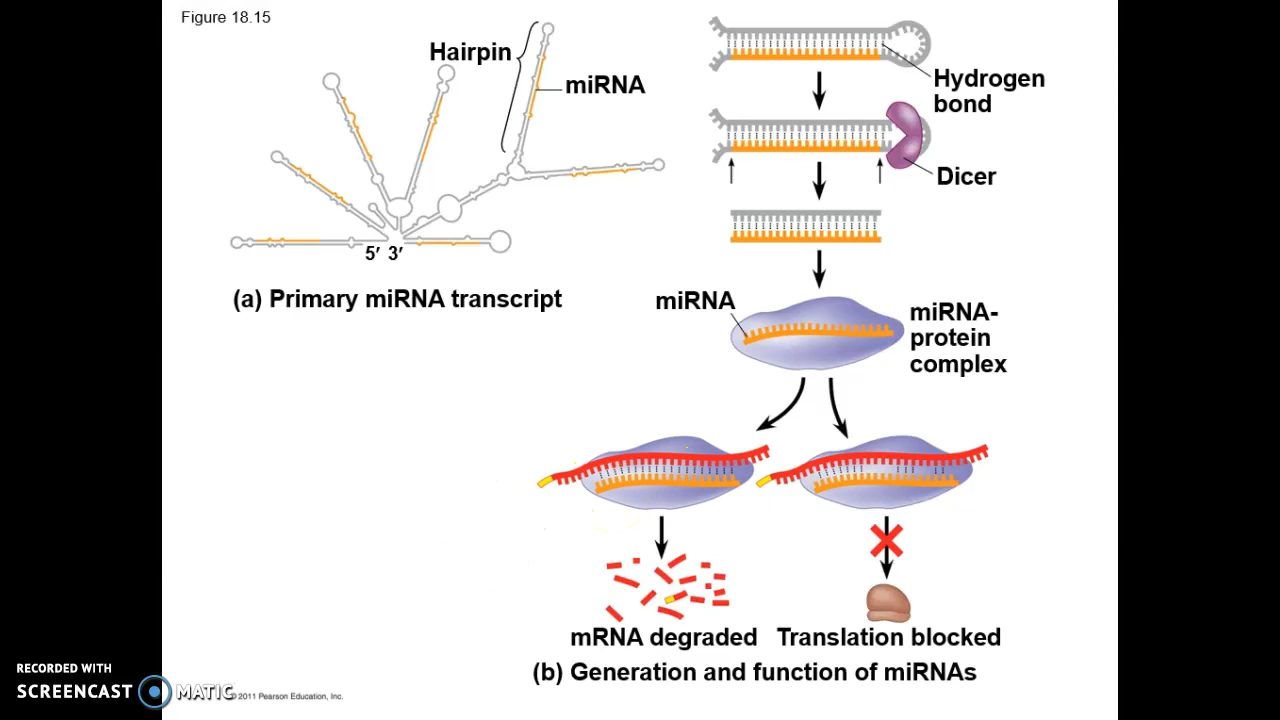 Figure 18.15
Hairpin
miRNA
5′ 3′
(a) Primary miRNA transcript
Hydrogen
bond
Dicer
miRNA
miRNA-
protein
complex
mRNA degraded
Translation blocked
(b) Generation and function of miRNAs
RECORDED WITH
SCREENCAST MATIC
© 2011 Pearson Education, Inc.